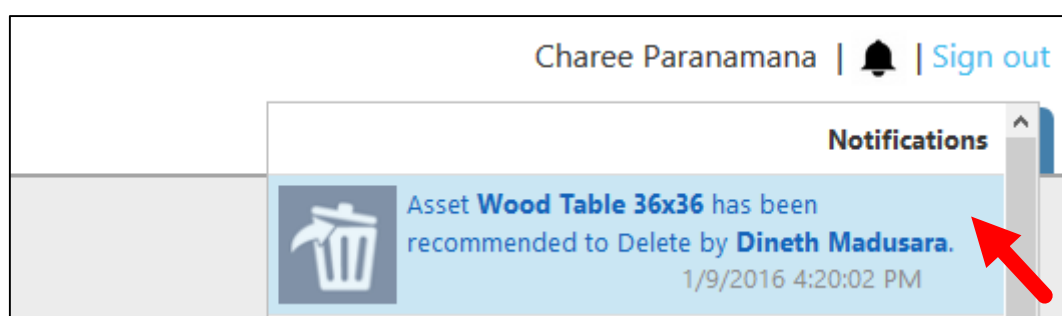 Charee Paranamana | | Sign out
Notifications
Asset Wood Table 36x36 has been
recommended to Delete by Dineth Madusara.
1/9/2016 4:20:02 PM